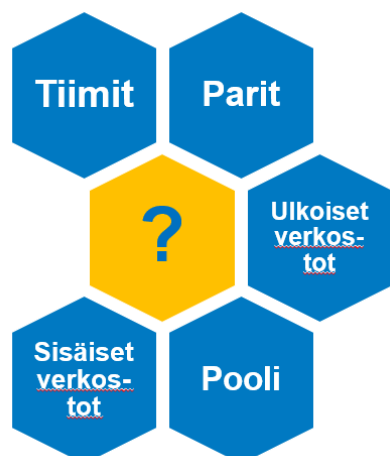 Tiimit
Parit
?
Ulkoiset
verkos-
tot
Sisäiset
verkos-
tot
Pooli